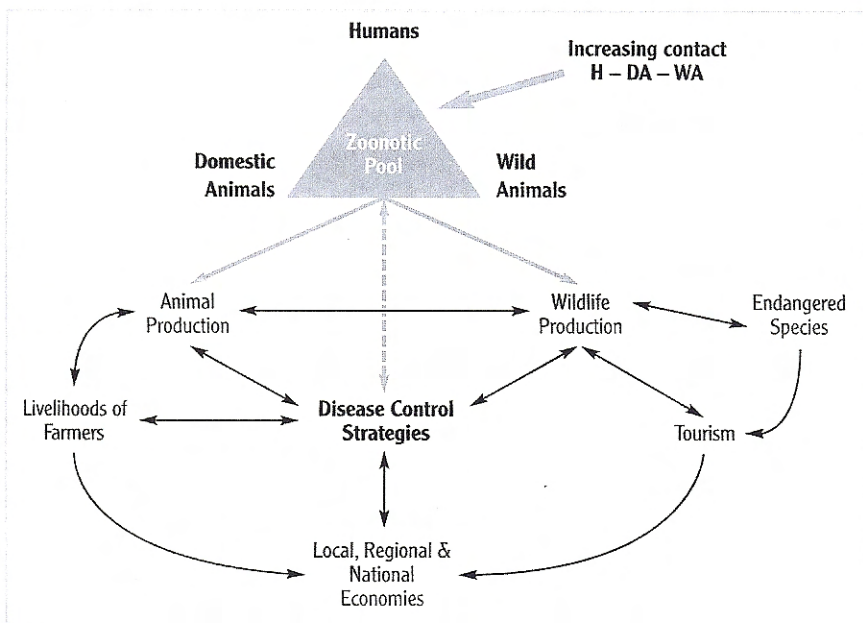 Humans
Increasing contact
H – DA – WA
Zoonotic
Pool
Domestic
Animals
Wild
Animals
Animal
Production
Wildlife
Production
Endangered
Species
Livelihoods of
Farmers
Disease Control
Strategies
Tourism
Local, Regional &
National
Economies